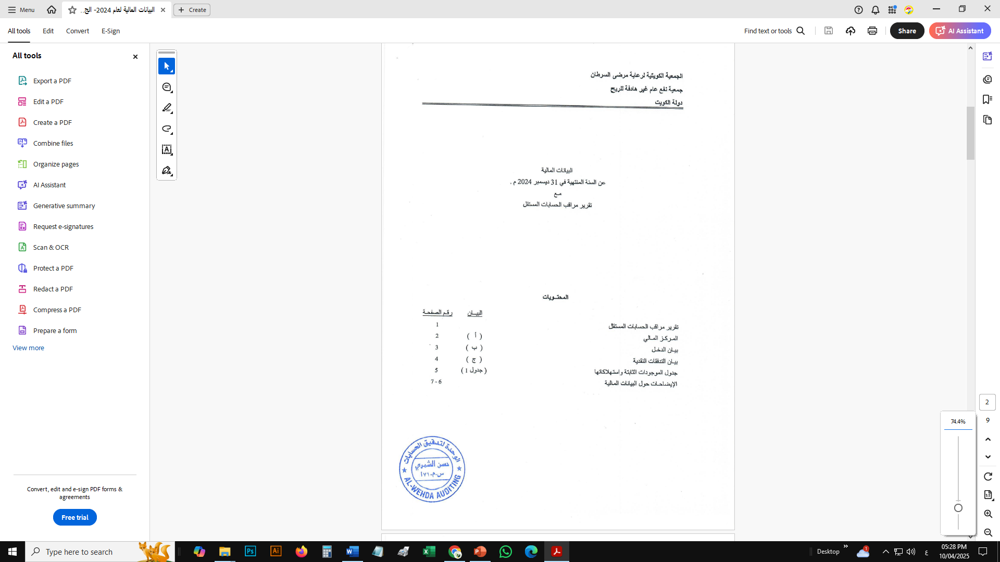 Menu
البيانات المالية لعام 2024- الج..
Create
All tools
Edit
Convert
E-Sign
Find text or tools
Share
AI Assistant
All tools
Export a PDF
Edit a PDF
Create a PDF
Combine files
Organize pages
AI Assistant
Generative summary
Request e-signatures
Scan & OCR
Protect a PDF
Redact a PDF
Compress a PDF
Prepare a form
View more
Convert, edit and e-sign PDF forms &
agreements
Free trial
الجمعية الكويتية لرعاية مرضى السرطان
جمعية نفع عام غير هادفة للربح
دولة الكويت
البيانات المالية
عن السنة المنتهية في 31 ديسمبر 2024 م .
مـع
تقرير مراقب الحسابات المستقل
المحتـويات
البيــان رقم الصفحـة
تقرير مراقب الحسابات المستقل 1
المـركـز المـالي ( أ ) 2
بيـان الدخـل ( ب ) 3
بيـان التدفقات النقدية ( ج ) 4
جدول الموجودات الثابتة واستهلاكاتها ( جدول 1 ) 5
الإيضاحـات حول البيانات المالية 6 - 7
الوحدة لتدقيق الحسابات
حسن الشمري
س.م.١٧١
AL-WEHDA AUDITING
2
9
74.4%
Type here to search
Desktop
1
ع
05:28 PM
10/04/2025